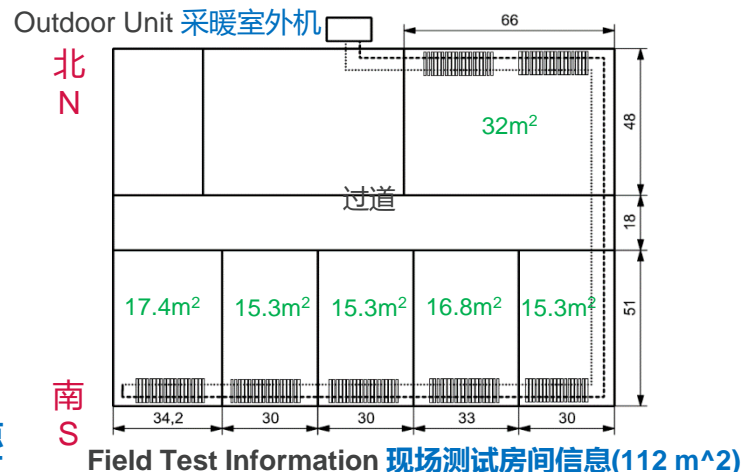 Outdoor Unit 采暖室外机
66
北
N
32m²
48
过道
18
17.4m²
15.3m²
15.3m²
16.8m²
15.3m²
51
南
S
34,2
30
30
33
30
Field Test Information 现场测试房间信息(112 m^2)